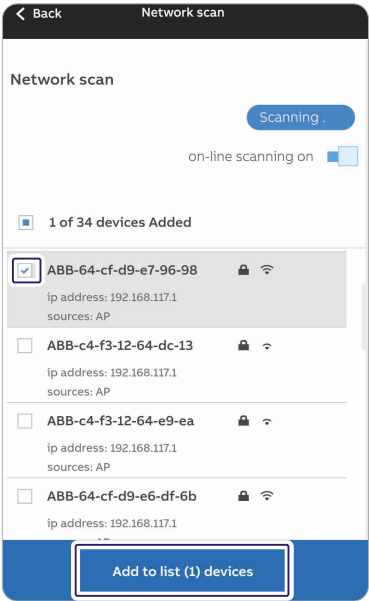 Back
Network scan
Network scan
Scanning .
on-line scanning on
1 of 34 devices Added
ABB-64-cf-d9-e7-96-98
ip address: 192.168.117.1
sources: AP
ABB-c4-f3-12-64-dc-13
ip address: 192.168.117.1
sources: AP
ABB-c4-f3-12-64-e9-ea
ip address: 192.168.117.1
sources: AP
ABB-64-cf-d9-e6-df-6b
ip address: 192.168.117.1
Add to list (1) devices